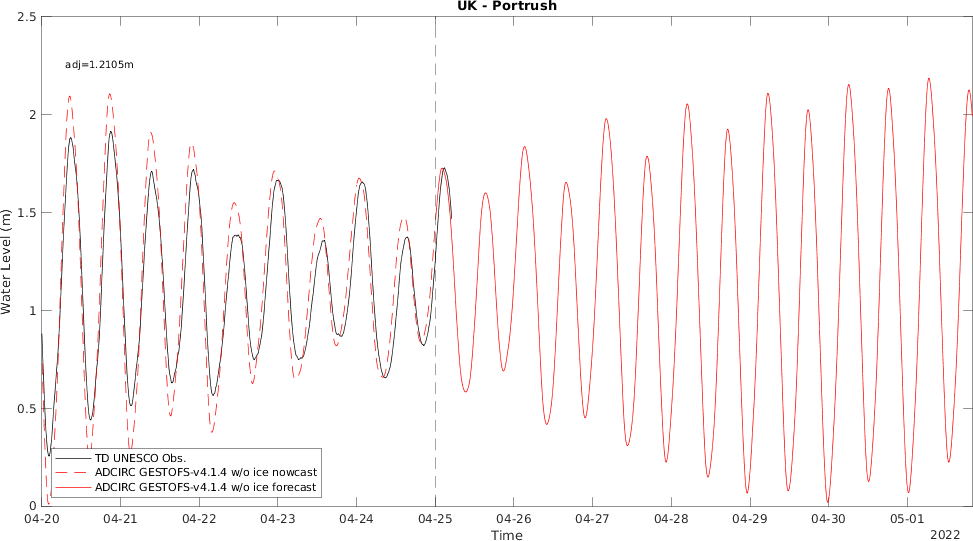 UK - Portrush
2.5
adj=1.2105m
2
1.5
Water Level (m)
1
0.5
TD UNESCO Obs.
ADCIRC GESTOFS-v4.1.4 w/o ice nowcast
ADCIRC GESTOFS-v4.1.4 w/o ice forecast
0
04-20 04-21 04-22 04-23 04-24 04-25 04-26 04-27 04-28 04-29 04-30 05-01
Time
2022